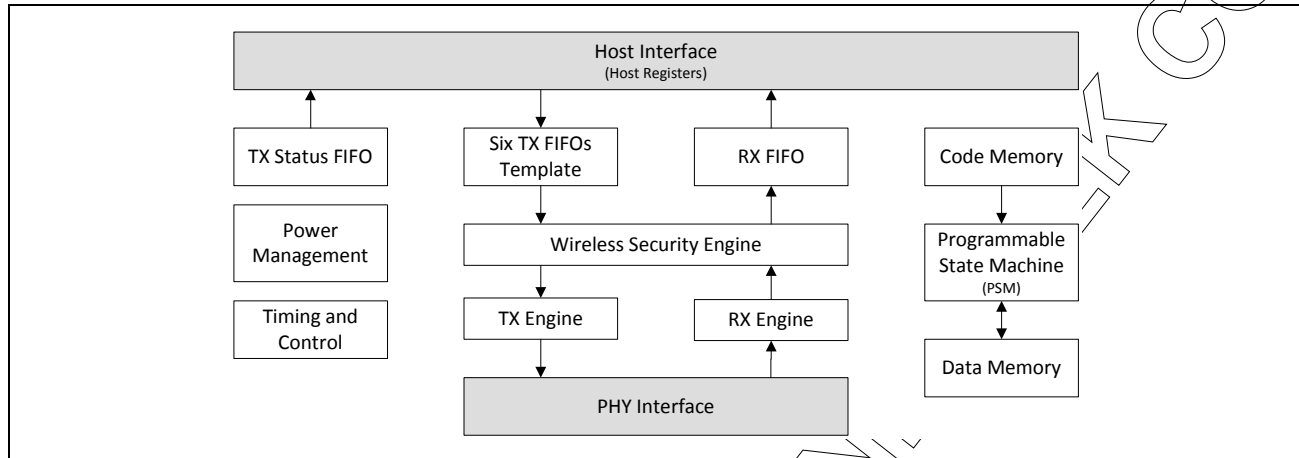 Host Interface
(Host Registers)
TX Status FIFO
Six TX FIFOs
Template
RX FIFO
Code Memory
Power
Management
Wireless Security Engine
Programmable
State Machine
(PSM)
Timing and
Control
TX Engine
RX Engine
Data Memory
PHY Interface